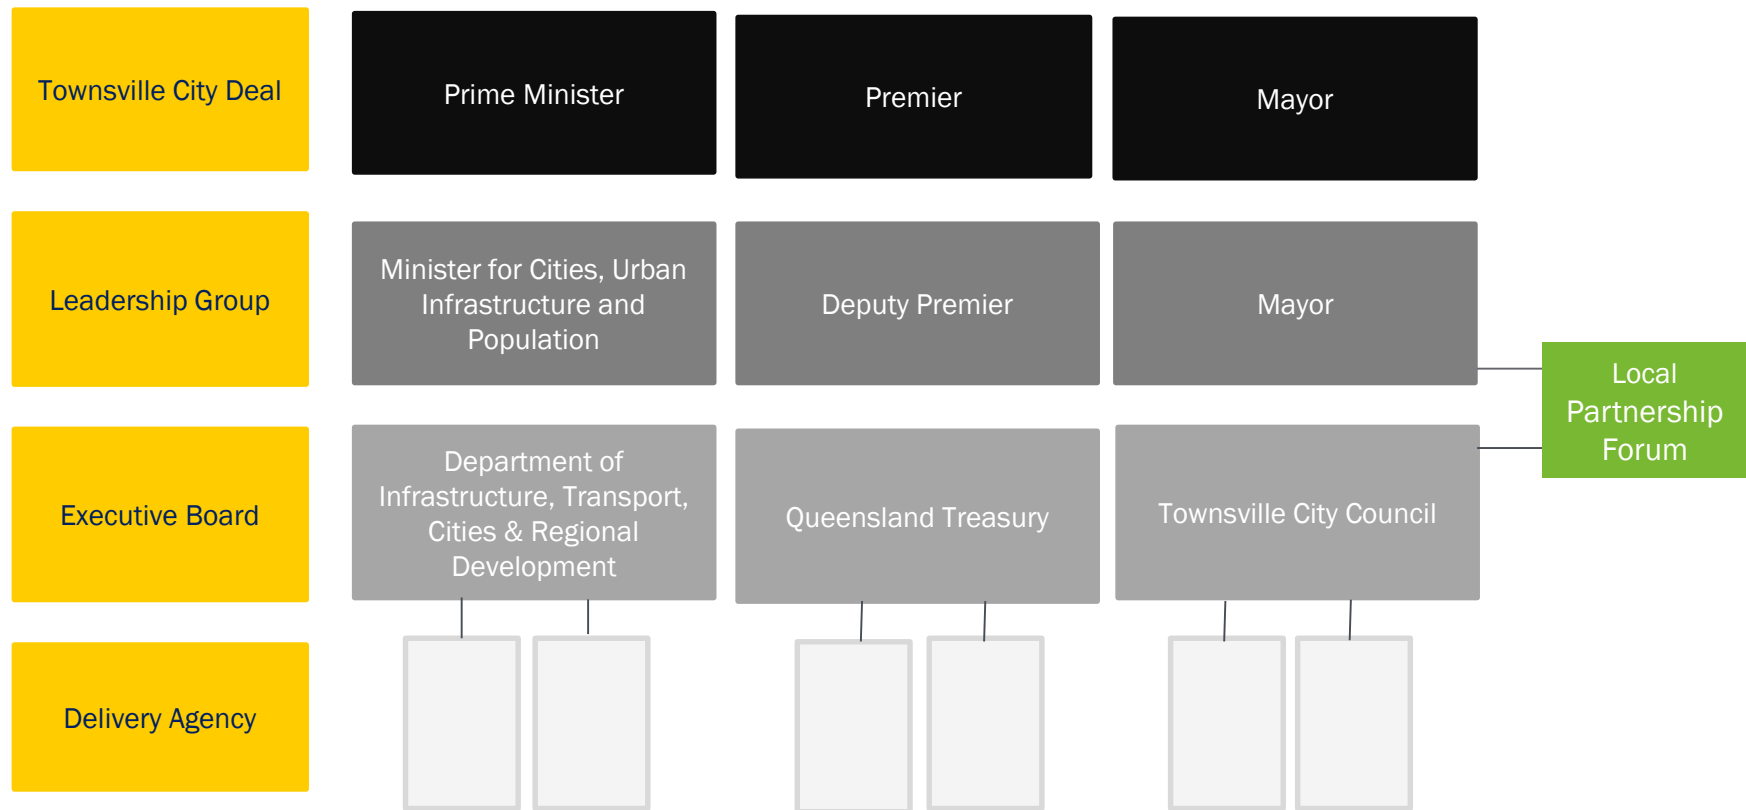 Townsville City Deal
Prime Minister
Premier
Mayor
Leadership Group
Minister for Cities, Urban
Infrastructure and
Population
Deputy Premier
Mayor
Local
Partnership
Forum
Executive Board
Department of
Infrastructure, Transport,
Cities & Regional
Development
Queensland Treasury
Townsville City Council
Delivery Agency